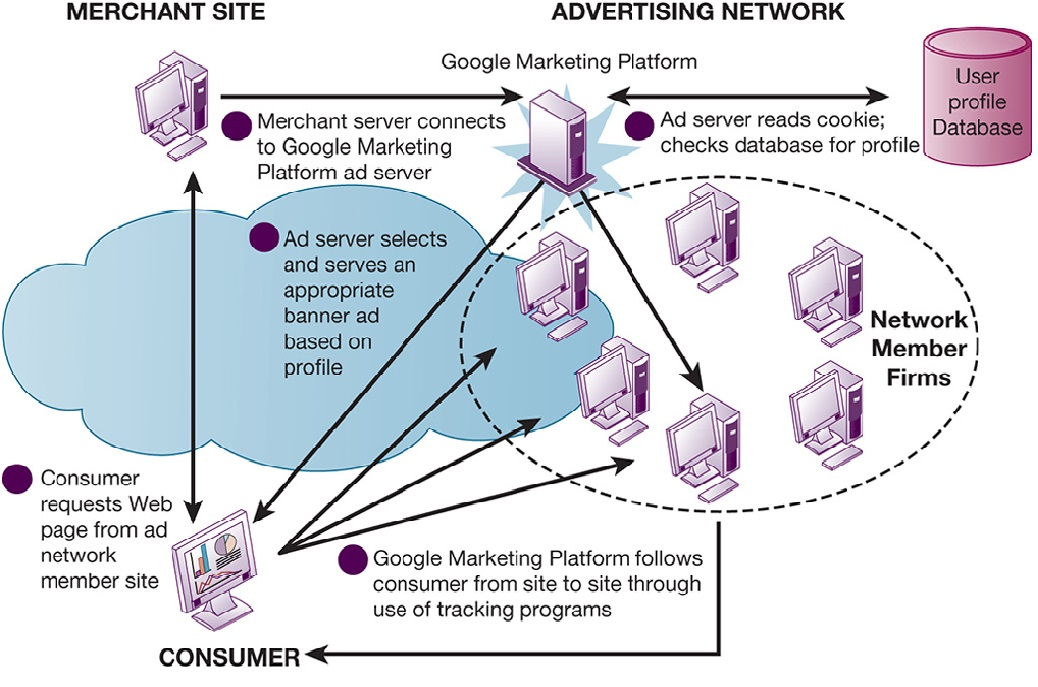 MERCHANT SITE
ADVERTISING NETWORK
Google Marketing Platform
User
profile
Database
Merchant server connects
to Google Marketing
Platform ad server
Ad server reads cookie;
checks database for profile
Ad server selects
and serves an
appropriate
banner ad
based on
profile
Network
Member
Firms
Consumer
requests Web
page from ad
network
member site
Google Marketing Platform follows
consumer from site to site through
use of tracking programs
CONSUMER